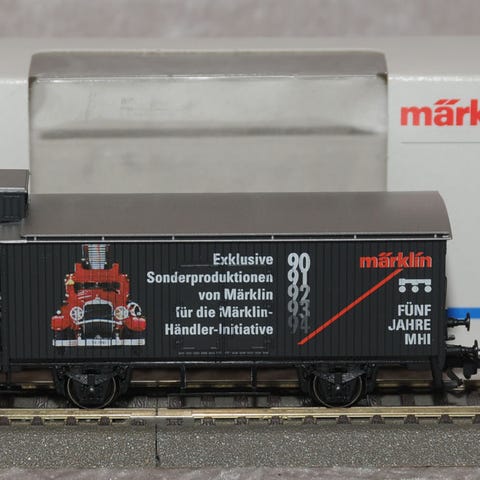 märk
Exklusive
Sonderproduktionen
von Märklin
für die Märklin-
Händler-Initiative
90
91
92
93
94
märklin
FÜNF
JAHRE
MHI